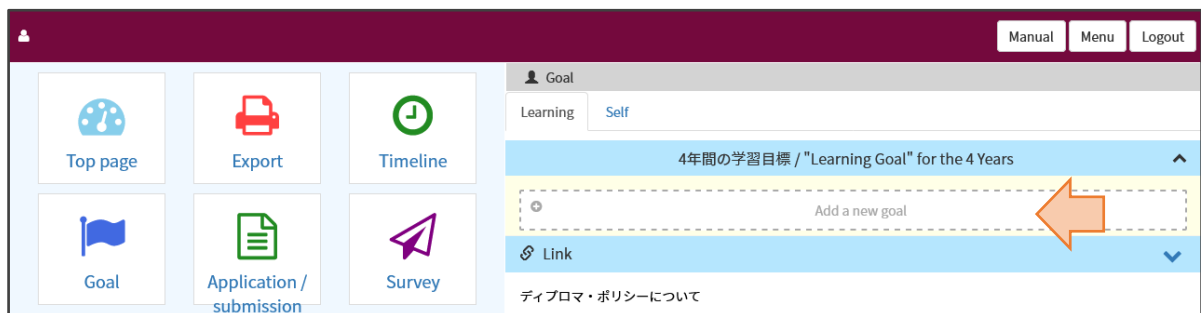 Manual Menu Logout
Top page Export Timeline
Goal Application / Survey
submission
Goal
Learning Self
4年間の学習目標 / "Learning Goal" for the 4 Years
Add a new goal
Link
ディプロマ・ポリシーについて